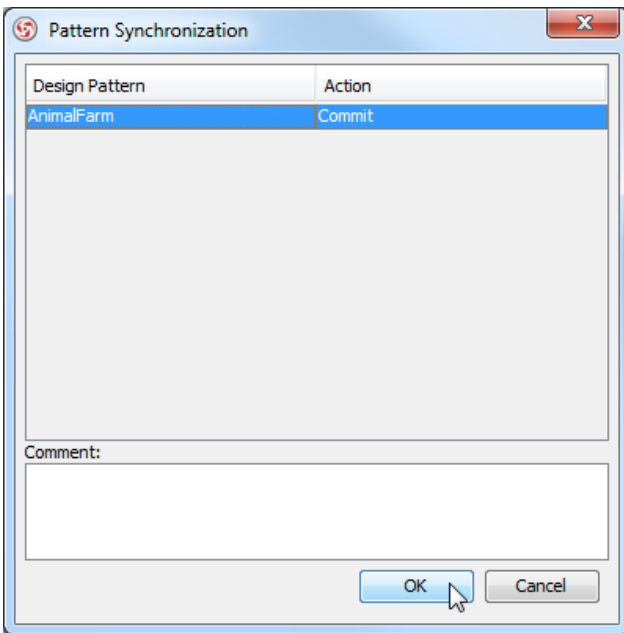 Pattern Synchronization
Design Pattern Action
AnimalFarm Commit
Comment:
OK Cancel